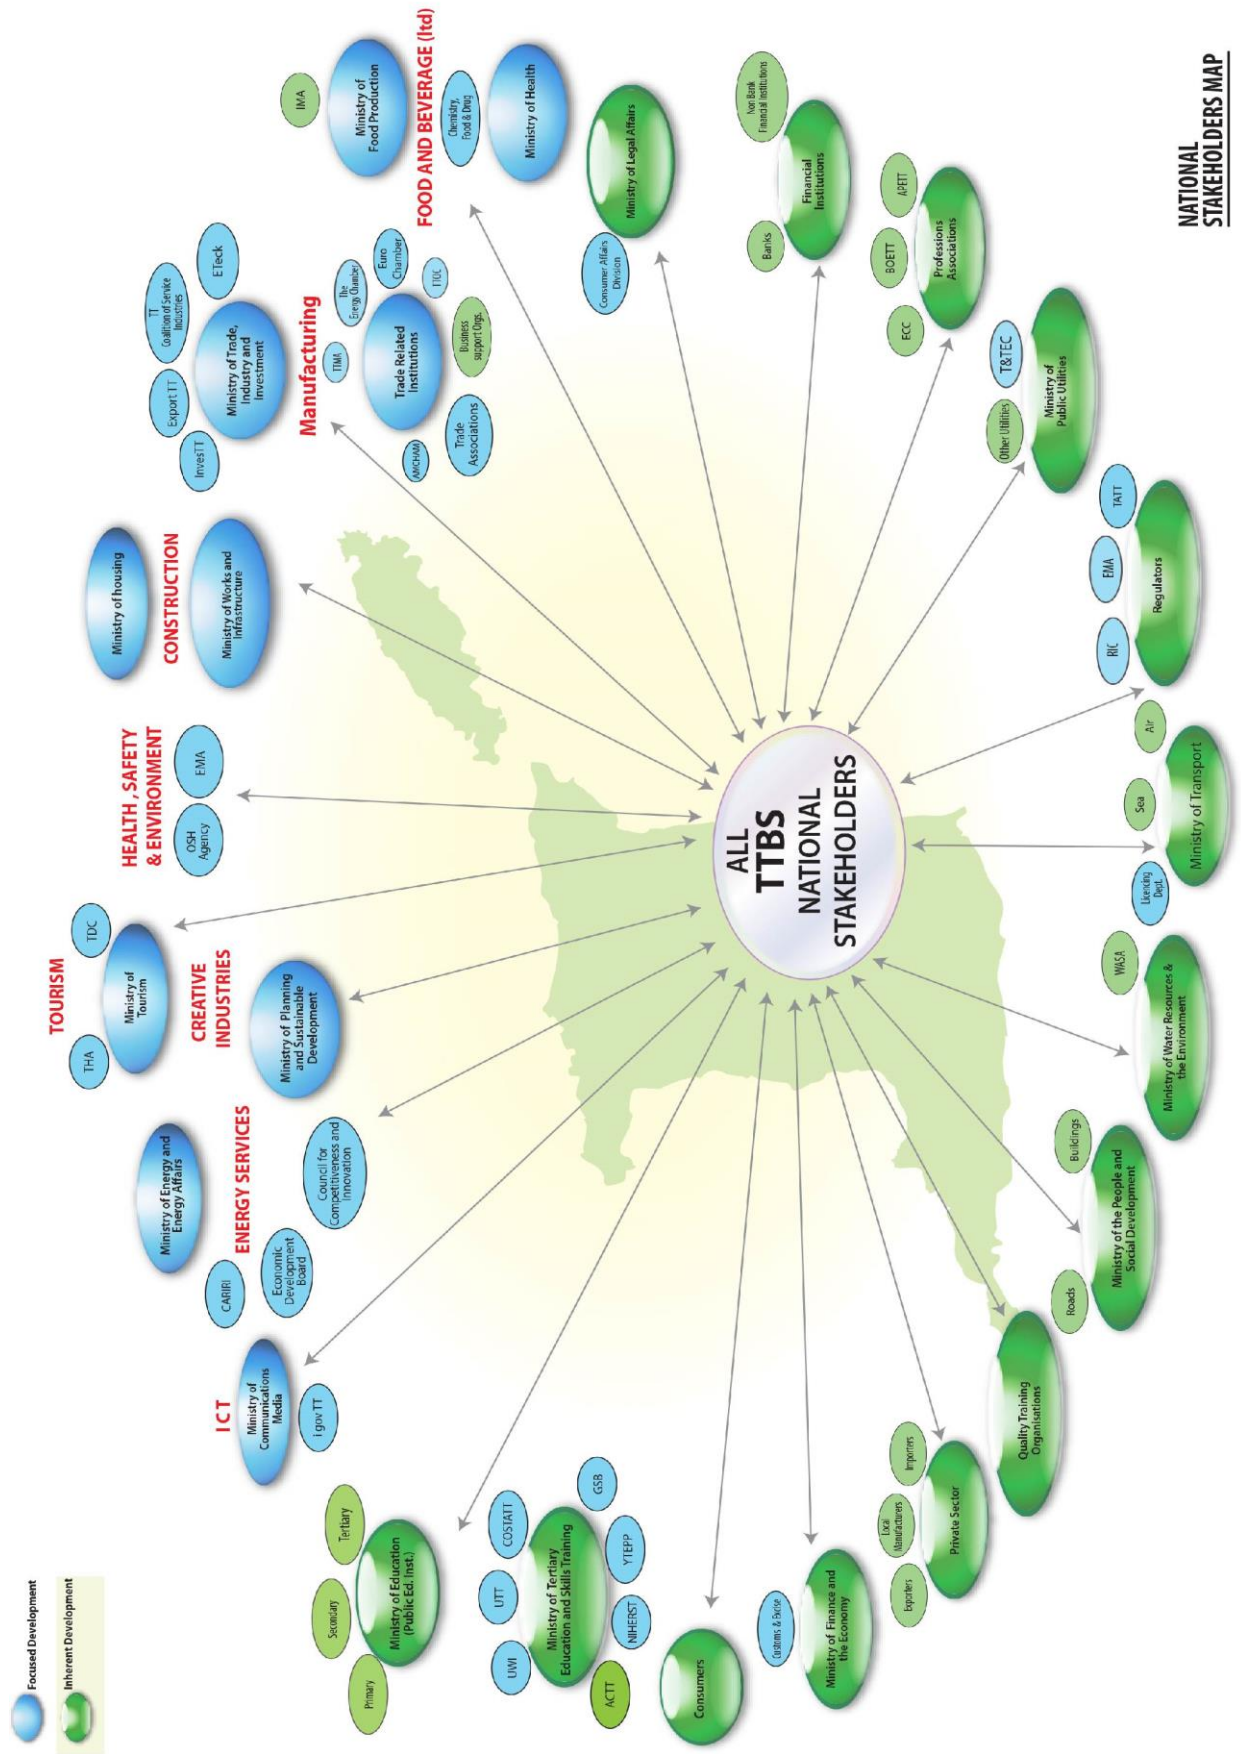 Focused Development
Inherent Development
ICT
Ministry of
Communications
Media
i gov TT
ENERGY SERVICES
Ministry of Energy and
Energy Affairs
CARIRI
Economic
Development
Board
Council for
Competitiveness and
Innovation
TOURISM
THA
TDC
Ministry of
Tourism
CREATIVE
INDUSTRIES
Ministry of Planning
and Sustainable
Development
HEALTH, SAFETY
& ENVIRONMENT
OSH
Agency
EMA
Ministry of housing
CONSTRUCTION
Ministry of Works and
Infrastructure
InvesTT
Export TT
TT
Coalition of Service
Industries
ETeck
Ministry of Trade,
Industry and
Investment
Manufacturing
TTMA
The
Energy Chamber
Euro
Chamber
TTOC
Trade Related
Institutions
AMCHAM
Trade
Associations
Business
support Orgs.
IMA
Ministry of
Food Production
FOOD AND BEVERAGE (ltd)
Chemistry,
Food & Drug
Ministry of Health
Consumer Affairs
Division
Ministry of Legal Affairs
Banks
Non Bank
Financial Institutions
Financial
Institutions
ECC
BOETT
APETT
Professions
Associations
Other Utilities
T&TEC
Ministry of
Public Utilities
RIC
EMA
TATT
Regulators
Licencing
Dept.
Sea
Air
Ministry of Transport
WASA
Ministry of Water Resources &
the Environment
Roads
Buildings
Ministry of the People and
Social Development
Quality Training
Organisations
Exporters
Local
Manufacturers
Importers
Private Sector
Customs & Excise
Ministry of Finance and
the Economy
Consumers
UWI
UTT
COSTATT
GSB
YTEPP
NIHERST
ACTT
Ministry of Tertiary
Education and Skills Training
Primary
Secondary
Tertiary
Ministry of Education
(Public Ed. Inst.)
ALL
TTBS
NATIONAL
STAKEHOLDERS
NATIONAL
STAKEHOLDERS MAP